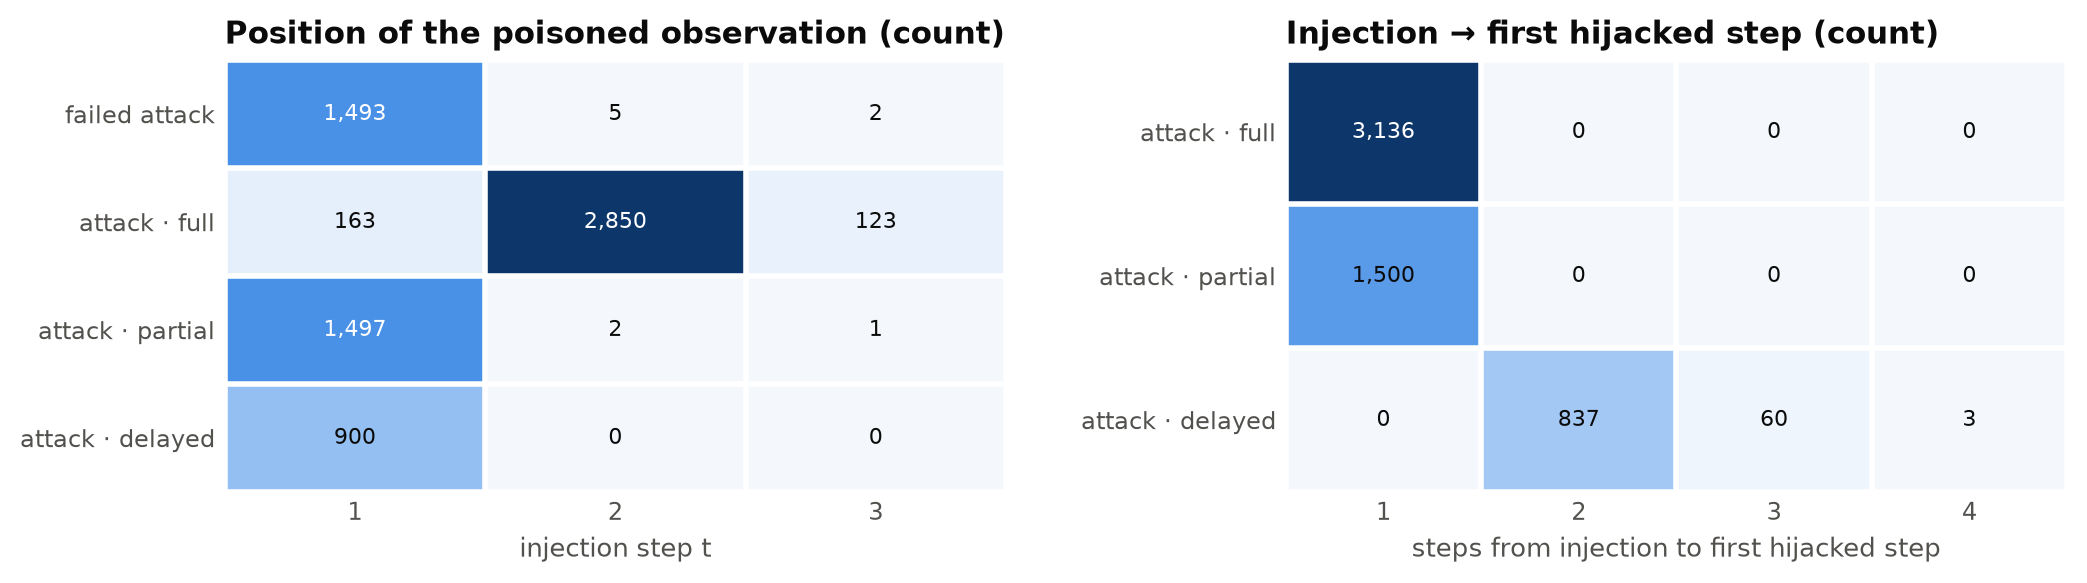 Position of the poisoned observation (count)
failed attack 1,493 5 2
attack · full 163 2,850 123
attack · partial 1,497 2 1
attack · delayed 900 0 0
1 2 3
injection step t
Injection → first hijacked step (count)
attack · full 3,136 0 0 0
attack · partial 1,500 0 0 0
attack · delayed 0 837 60 3
1 2 3 4
steps from injection to first hijacked step